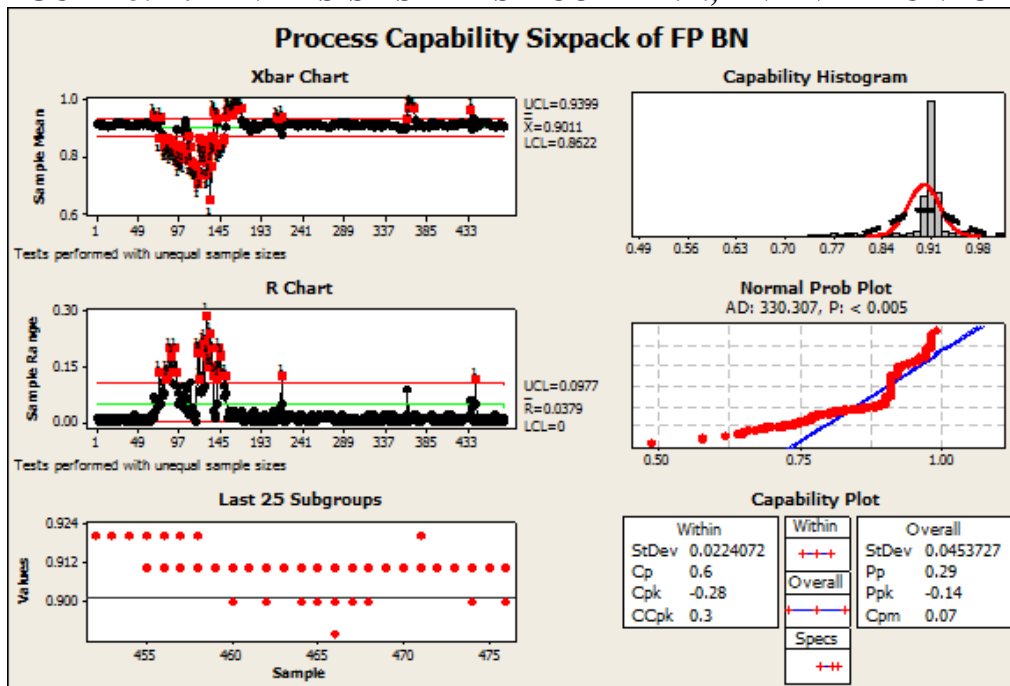 Process Capability Sixpack of FP BN
Xbar Chart
Sample Mean
1.0
0.8
0.6
UCL=0.9399
X=0.9011
LCL=0.8622
1 49 97 145 193 241 289 337 385 433
Tests performed with unequal sample sizes
Capability Histogram
0.49 0.56 0.63 0.70 0.77 0.84 0.91 0.98
R Chart
Sample Range
0.30
0.15
0.00
UCL=0.0977
R=0.0379
LCL=0
1 49 97 145 193 241 289 337 385 433
Tests performed with unequal sample sizes
Normal Prob Plot
AD: 330.307, P: < 0.005
0.50 0.75 1.00
Last 25 Subgroups
Values
0.924
0.912
0.900
455 460 465 470 475
Sample
Capability Plot
Within
StDev 0.0224072
Cp 0.6
Cpk -0.28
CCpk 0.3
Within
Overall
Specs
Overall
StDev 0.0453727
Pp 0.29
Ppk -0.14
Cpm 0.07